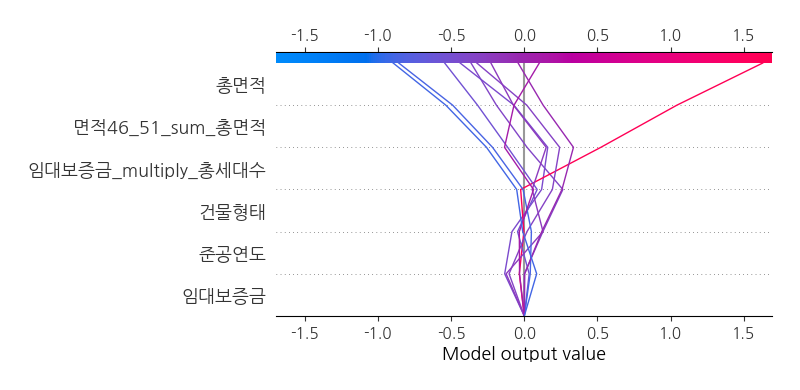 -1.5 -1.0 -0.5 0.0 0.5 1.0 1.5
총면적
면적46_51_sum_총면적
임대보증금_multiply_총세대수
건물형태
준공연도
임대보증금
-1.5 -1.0 -0.5 0.0 0.5 1.0 1.5
Model output value